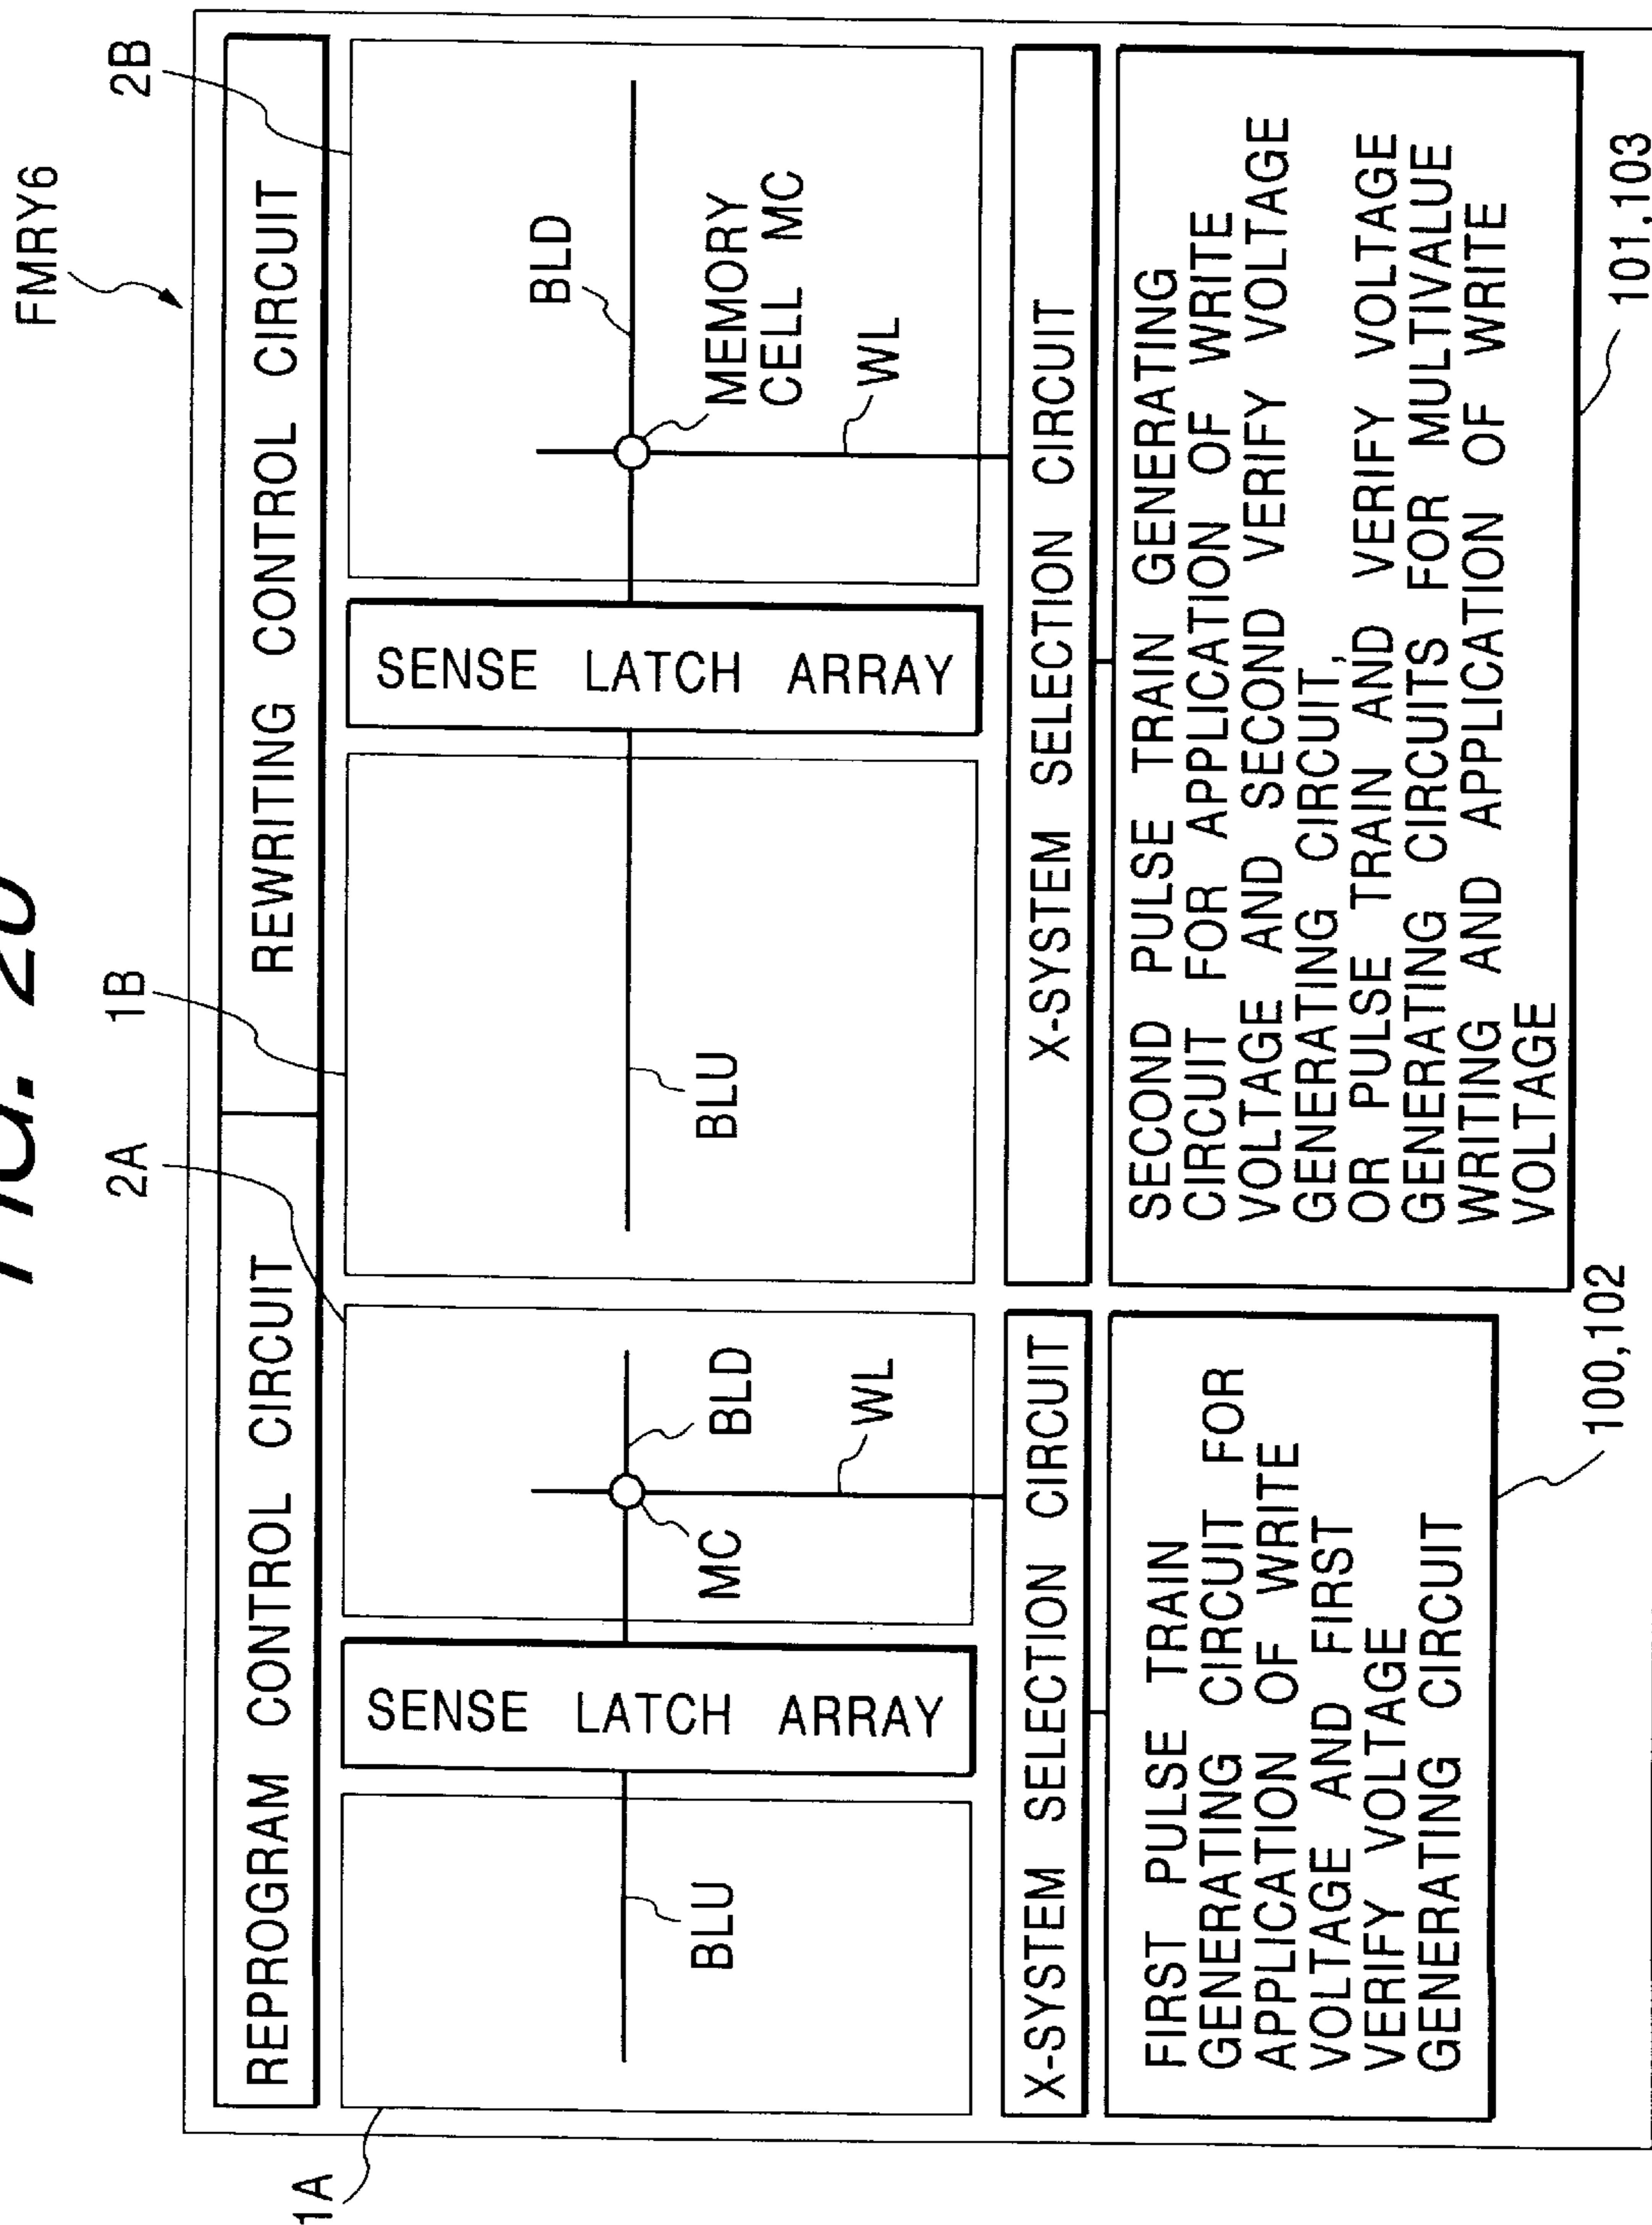 FIG. 20
FMRY6
1A
2A
1B
2B
REPROGRAM CONTROL CIRCUIT
REWRITING CONTROL CIRCUIT
BLU
SENSE LATCH ARRAY
MC
BLD
WL
BLU
SENSE LATCH ARRAY
BLD
MEMORY
CELL MC
WL
X-SYSTEM SELECTION CIRCUIT
X-SYSTEM SELECTION CIRCUIT
FIRST PULSE TRAIN
GENERATING CIRCUIT FOR
APPLICATION OF WRITE
VOLTAGE AND FIRST
VERIFY VOLTAGE
GENERATING CIRCUIT
100,102
SECOND PULSE TRAIN GENERATING
CIRCUIT FOR APPLICATION OF WRITE
VOLTAGE AND SECOND VERIFY VOLTAGE
GENERATING CIRCUIT,
OR PULSE TRAIN AND VERIFY VOLTAGE
GENERATING CIRCUITS FOR MULTIVALUE
WRITING AND APPLICATION OF WRITE
VOLTAGE
101,103